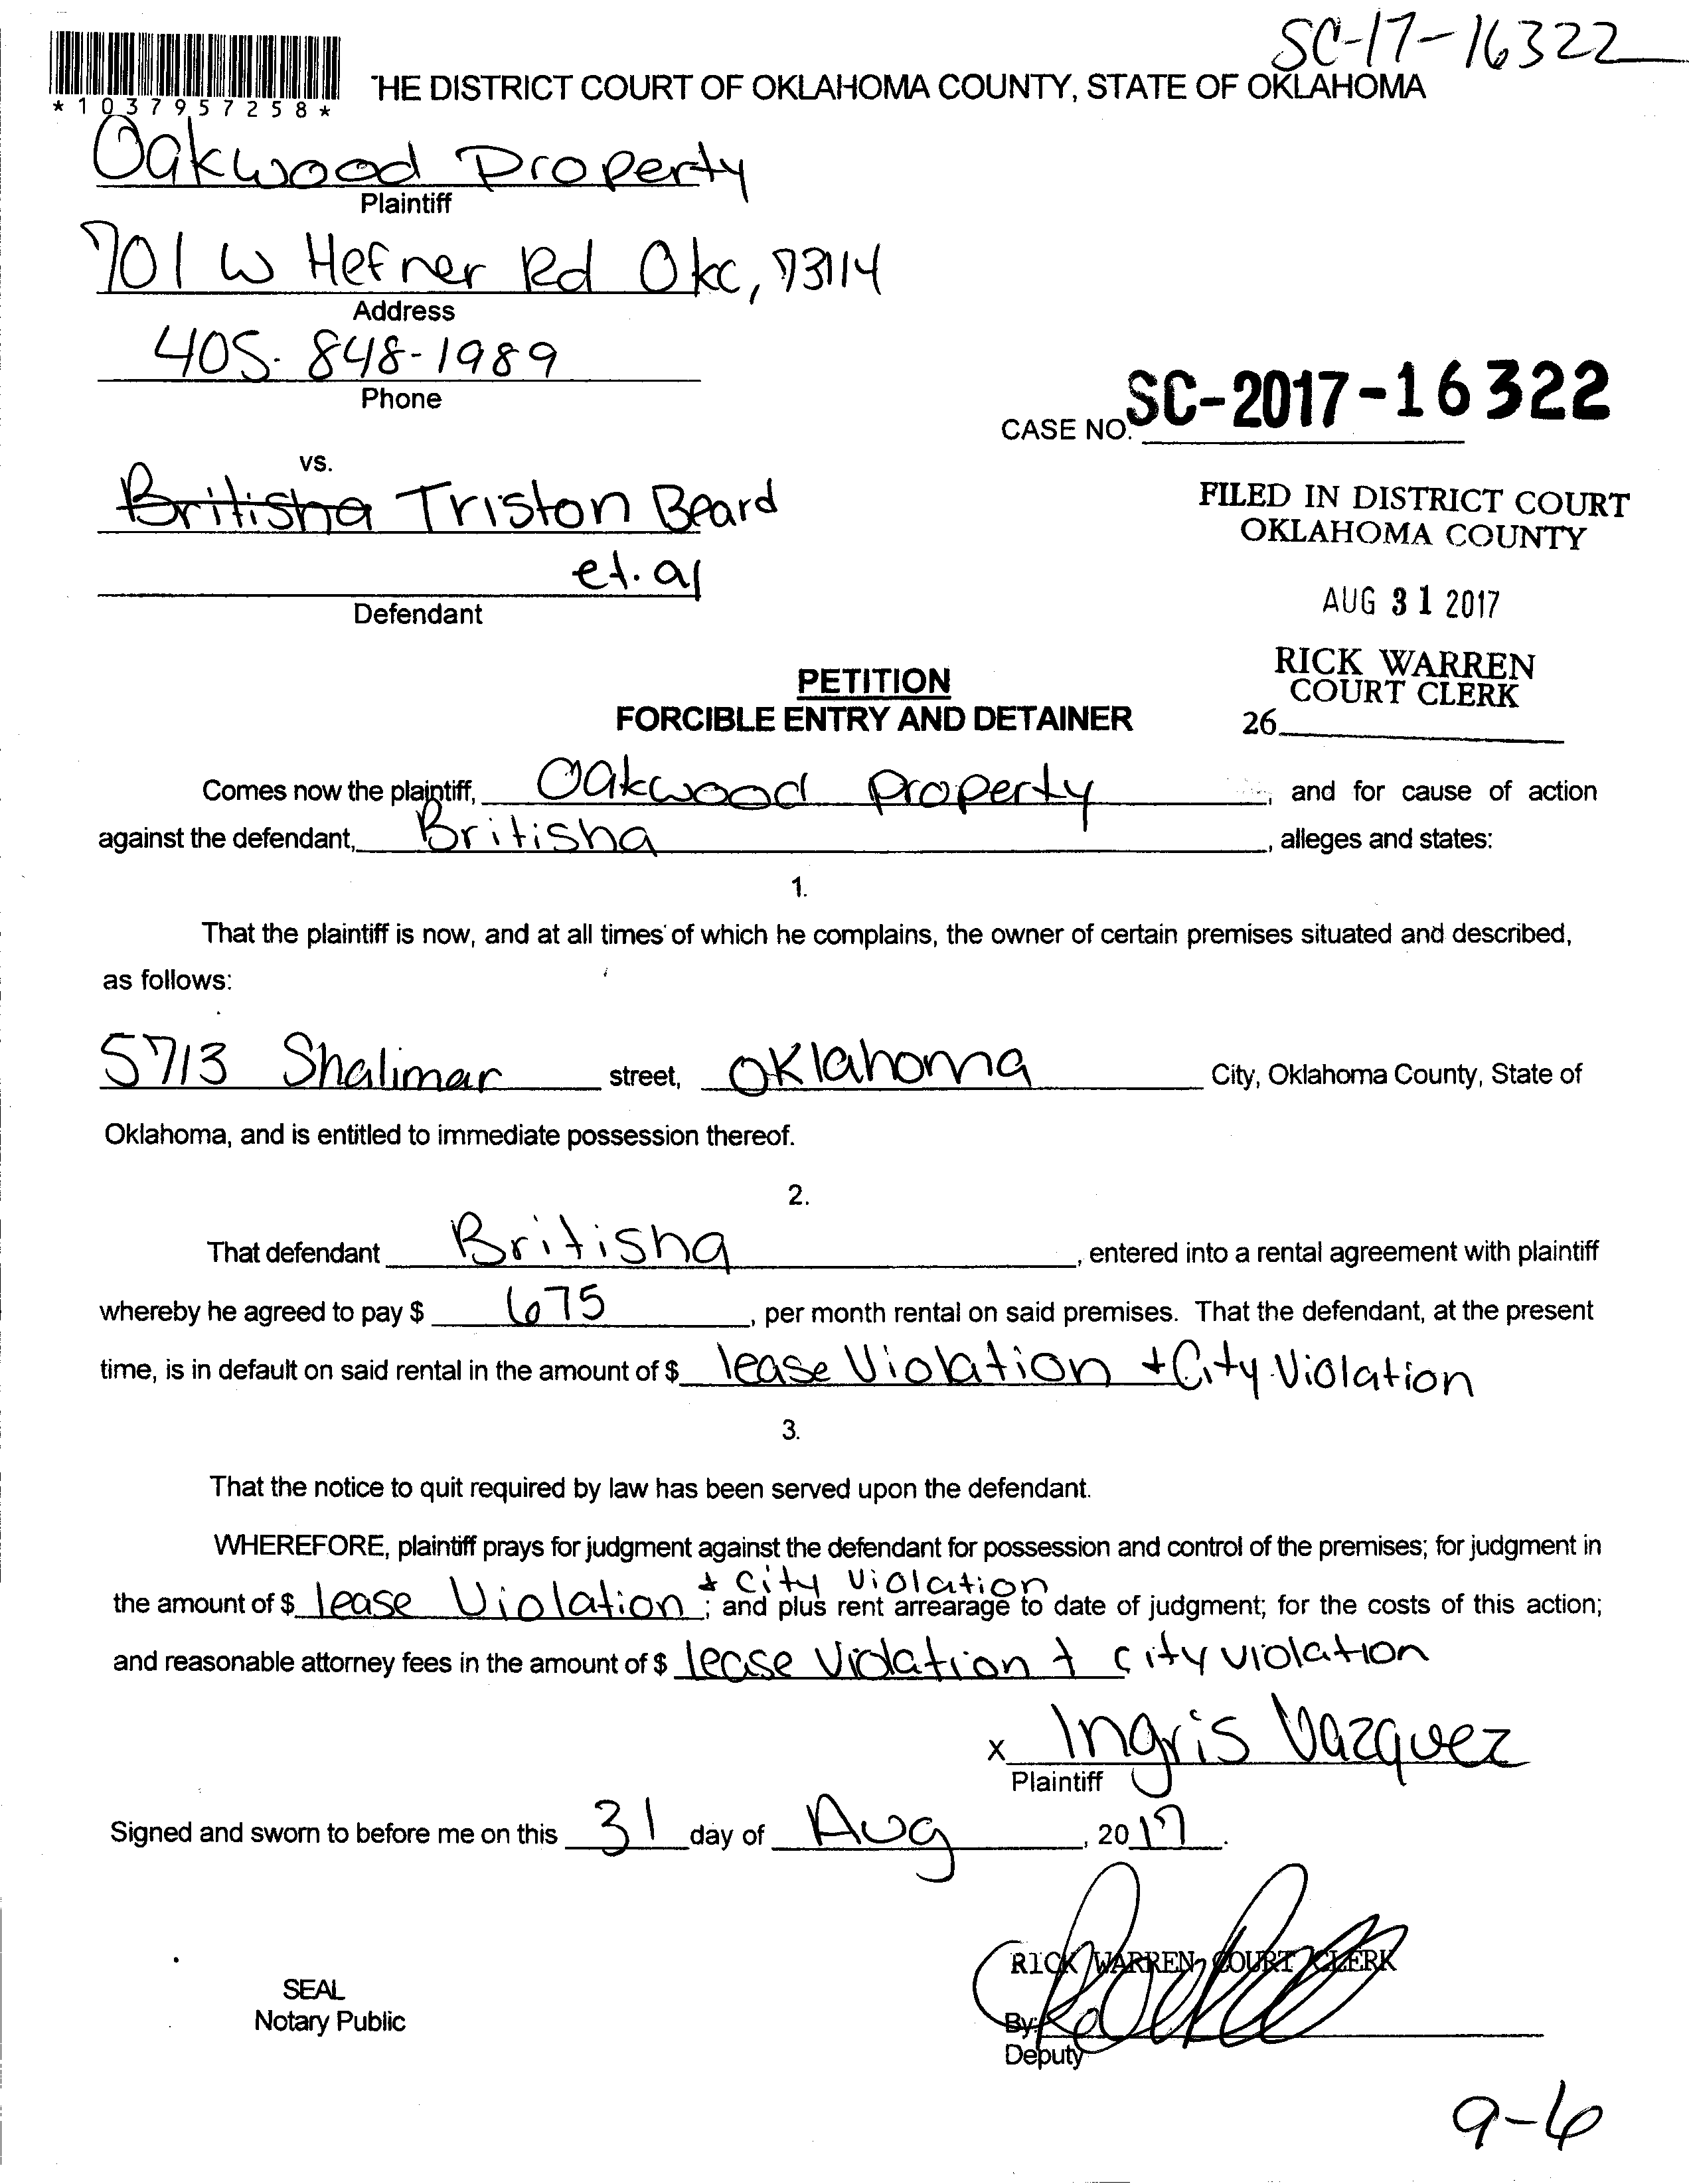 SC-17-16322
*1037957258*
THE DISTRICT COURT OF OKLAHOMA COUNTY, STATE OF OKLAHOMA
Oakwood Property
Plaintiff
701 W Hefner Rd Okc, 73114
Address
405-848-1989
Phone
CASE NO. SC-2017-16322
vs.
Britisha Triston Beard
et. al
Defendant
FILED IN DISTRICT COURT
OKLAHOMA COUNTY
AUG 31 2017
RICK WARREN
COURT CLERK
26
PETITION
FORCIBLE ENTRY AND DETAINER
Comes now the plaintiff, Oakwood property, and for cause of action
against the defendant, Britisha, alleges and states:
1.
That the plaintiff is now, and at all times of which he complains, the owner of certain premises situated and described,
as follows:
5713 Shalimar street, Oklahoma City, Oklahoma County, State of
Oklahoma, and is entitled to immediate possession thereof.
2.
That defendant Britisha, entered into a rental agreement with plaintiff
whereby he agreed to pay $ 675, per month rental on said premises. That the defendant, at the present
time, is in default on said rental in the amount of $ lease Violation + City Violation
3.
That the notice to quit required by law has been served upon the defendant.
WHEREFORE, plaintiff prays for judgment against the defendant for possession and control of the premises; for judgment in
+ City Violation
the amount of $ lease Violation; and plus rent arrearage to date of judgment; for the costs of this action;
and reasonable attorney fees in the amount of $ lease Violation + city violation
x Ingris Vazquez
Plaintiff
Signed and sworn to before me on this 31 day of Aug, 2017.
RICK WARREN, COURT CLERK
SEAL
Notary Public
By:
Deputy
9-6